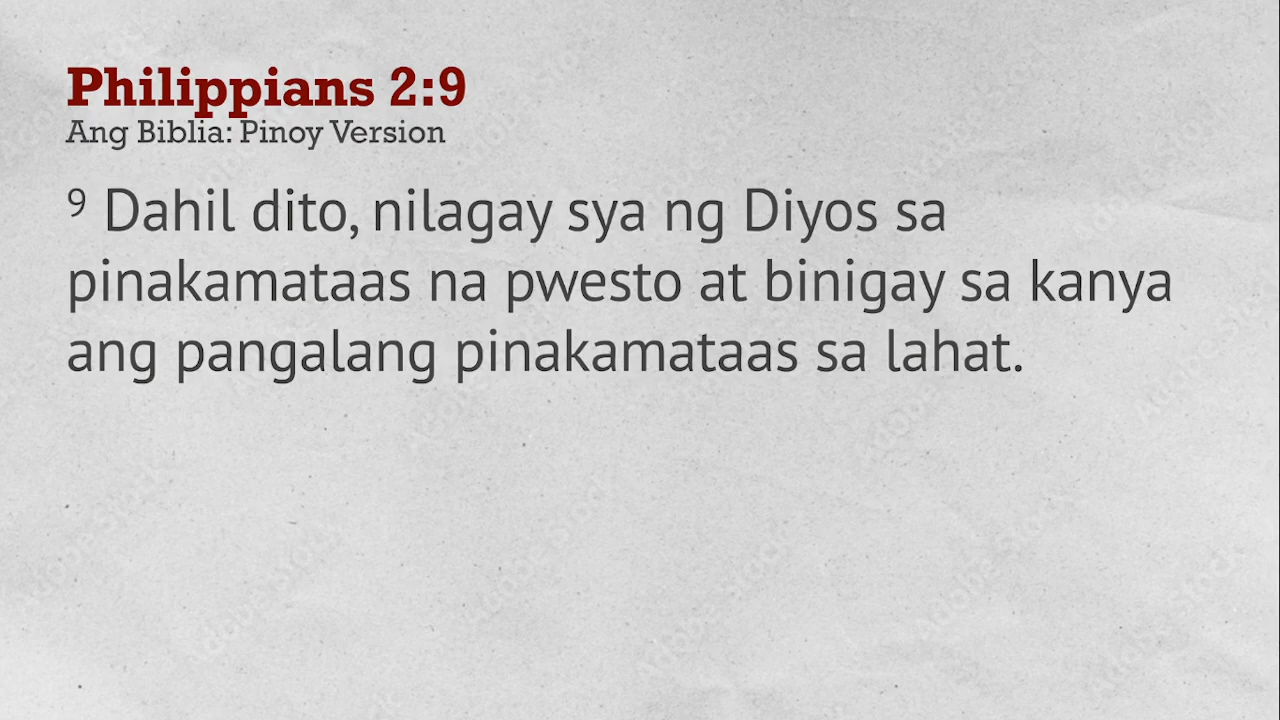 Philippians 2:9
Ang Biblia: Pinoy Version
9 Dahil dito, nilagay sya ng Diyos sa
pinakamataas na pwesto at binigay sa kanya
ang pangalang pinakamataas sa lahat.